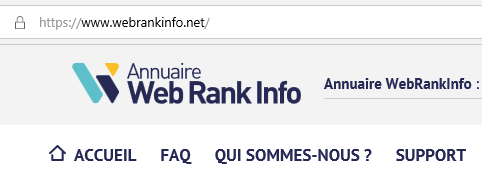 https://www.webrankinfo.net/
Annuaire
Web Rank Info
Annuaire WebRankInfo :
ACCUEIL FAQ QUI SOMMES-NOUS ? SUPPORT